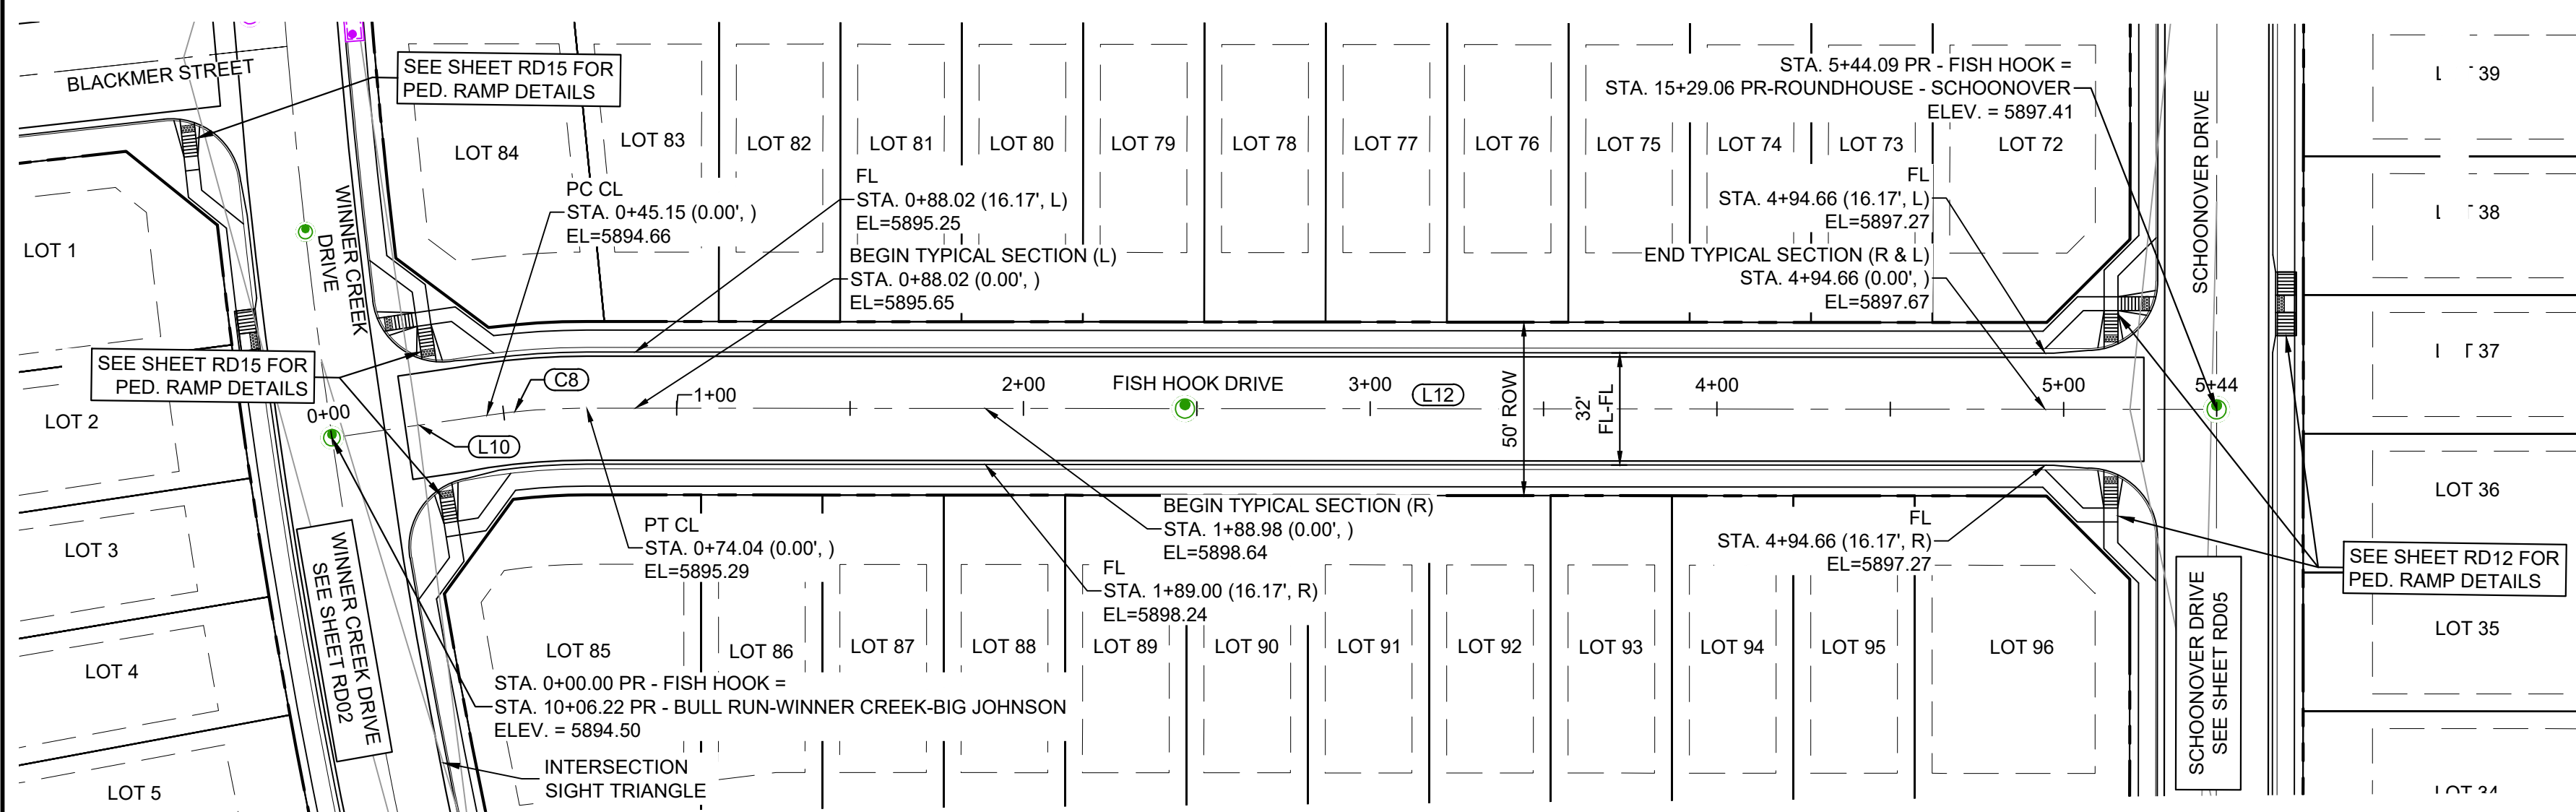 BLACKMER STREET
SEE SHEET RD15 FOR
PED. RAMP DETAILS
LOT 84
LOT 83
LOT 82
LOT 81
LOT 80
LOT 79
LOT 78
LOT 77
LOT 76
LOT 75
LOT 74
LOT 73
LOT 72
STA. 5+44.09 PR - FISH HOOK =
STA. 15+29.06 PR-ROUNDHOUSE - SCHOONOVER
ELEV. = 5897.41
SCHOONOVER DRIVE
39
38
37
LOT 36
LOT 35
LOT 1
WINNER CREEK
DRIVE
PC CL
STA. 0+45.15 (0.00', )
EL=5894.66
FL
STA. 0+88.02 (16.17', L)
EL=5895.25
BEGIN TYPICAL SECTION (L)
STA. 0+88.02 (0.00', )
EL=5895.65
FL
STA. 4+94.66 (16.17', L)
EL=5897.27
END TYPICAL SECTION (R & L)
STA. 4+94.66 (0.00', )
EL=5897.67
SEE SHEET RD15 FOR
PED. RAMP DETAILS
LOT 2
LOT 3
LOT 4
LOT 5
0+00
C8
L10
1+00
2+00
FISH HOOK DRIVE
3+00
L12
50' ROW
32'
FL-FL
4+00
5+00
5+44
PT CL
STA. 0+74.04 (0.00', )
EL=5895.29
BEGIN TYPICAL SECTION (R)
STA. 1+88.98 (0.00', )
EL=5898.64
FL
STA. 1+89.00 (16.17', R)
EL=5898.24
FL
STA. 4+94.66 (16.17', R)
EL=5897.27
SEE SHEET RD12 FOR
PED. RAMP DETAILS
WINNER CREEK DRIVE
SEE SHEET RD02
SCHOONOVER DRIVE
SEE SHEET RD05
LOT 85
LOT 86
LOT 87
LOT 88
LOT 89
LOT 90
LOT 91
LOT 92
LOT 93
LOT 94
LOT 95
LOT 96
STA. 0+00.00 PR - FISH HOOK =
STA. 10+06.22 PR - BULL RUN-WINNER CREEK-BIG JOHNSON
ELEV. = 5894.50
INTERSECTION
SIGHT TRIANGLE